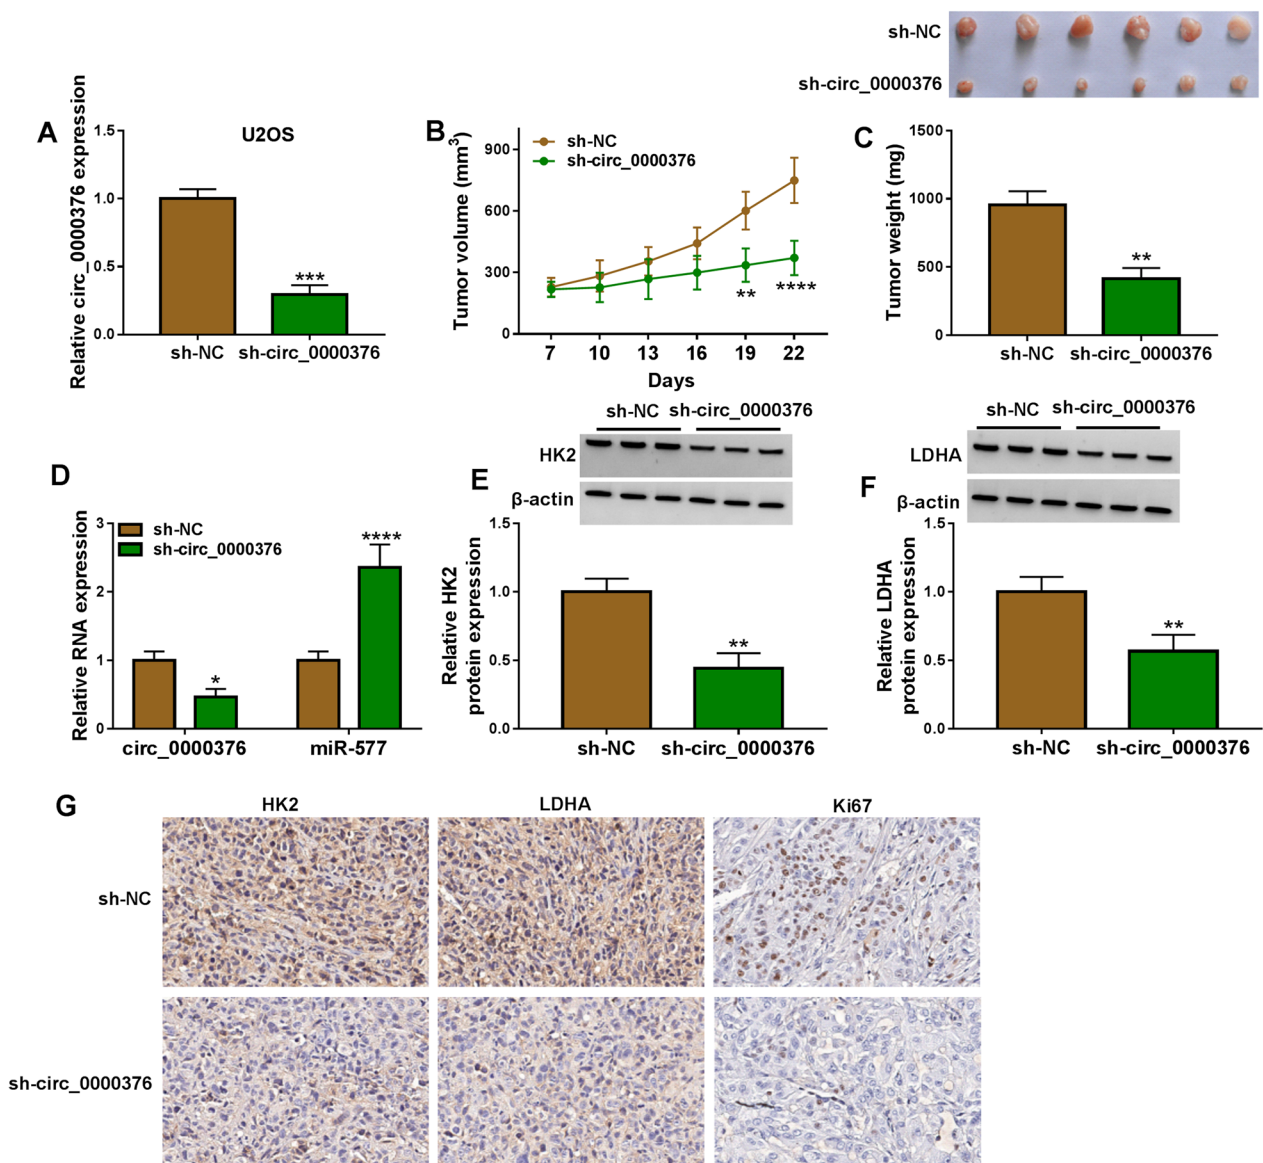 sh-NC
sh-circ_0000376
A
Relative circ_0000376 expression
U2OS
1.5
1.0
0.5
0.0
***
sh-NC
sh-circ_0000376
B
Tumor volume (mm³)
sh-NC
sh-circ_0000376
900
600
300
0
**
****
7
10
13
16
19
22
Days
C
Tumor weight (mg)
1500
1000
500
0
**
sh-NC
sh-circ_0000376
D
Relative RNA expression
sh-NC
sh-circ_0000376
3
2
1
0
*
****
circ_0000376
miR-577
E
sh-NC
sh-circ_0000376
HK2
β-actin
Relative HK2
protein expression
1.5
1.0
0.5
0.0
**
sh-NC
sh-circ_0000376
F
sh-NC
sh-circ_0000376
LDHA
β-actin
Relative LDHA
protein expression
1.5
1.0
0.5
0.0
**
sh-NC
sh-circ_0000376
G
HK2
LDHA
Ki67
sh-NC
sh-circ_0000376